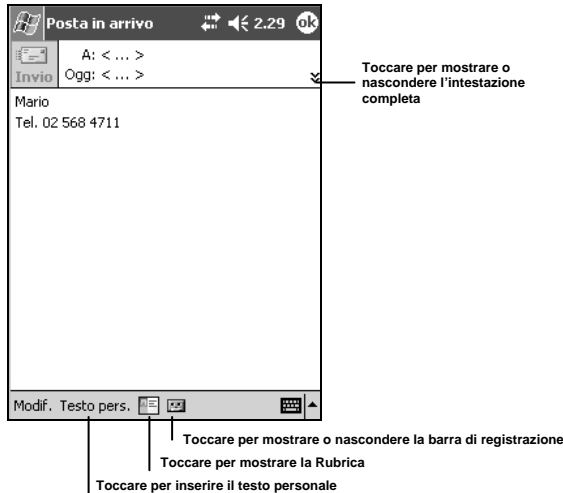 Posta in arrivo 2.29 ok
A: < ... >
Invio Ogg: < ... >
Mario
Tel. 02 568 4711
Toccare per mostrare o
nascondere l'intestazione
completa
Modif. Testo pers.
Toccare per mostrare o nascondere la barra di registrazione
Toccare per mostrare la Rubrica
Toccare per inserire il testo personale